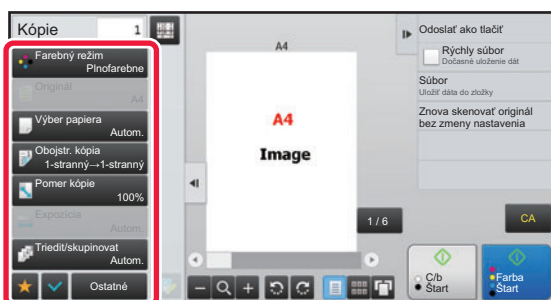 Kópie 1
Farebný režim
Plnofarebne
Originál
A4
Výber papiera
Autom.
Obojstr. kópia
1-stranný→1-stranný
Pomer kópie
100%
Expozícia
Autom.
Triedit/skupinovat
Autom.
Ostatné
A4
A4
Image
1 / 6
Odoslať ako tlačiť
Rýchly súbor
Dočasné uloženie dát
Súbor
Uložiť dáta do zložky
Znova skenovať originál
bez zmeny nastavenia
CA
C/b
Štart
Farba
Štart